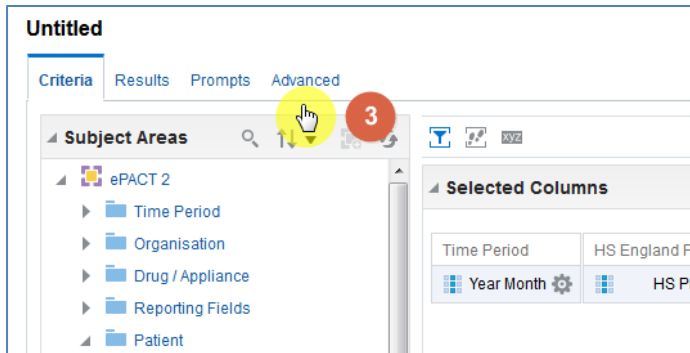 Untitled
Criteria Results Prompts Advanced
3
Subject Areas
xyz
ePACT 2
Selected Columns
Time Period
Organisation
Time Period HS England
Drug / Appliance
Year Month HS
Reporting Fields
Patient